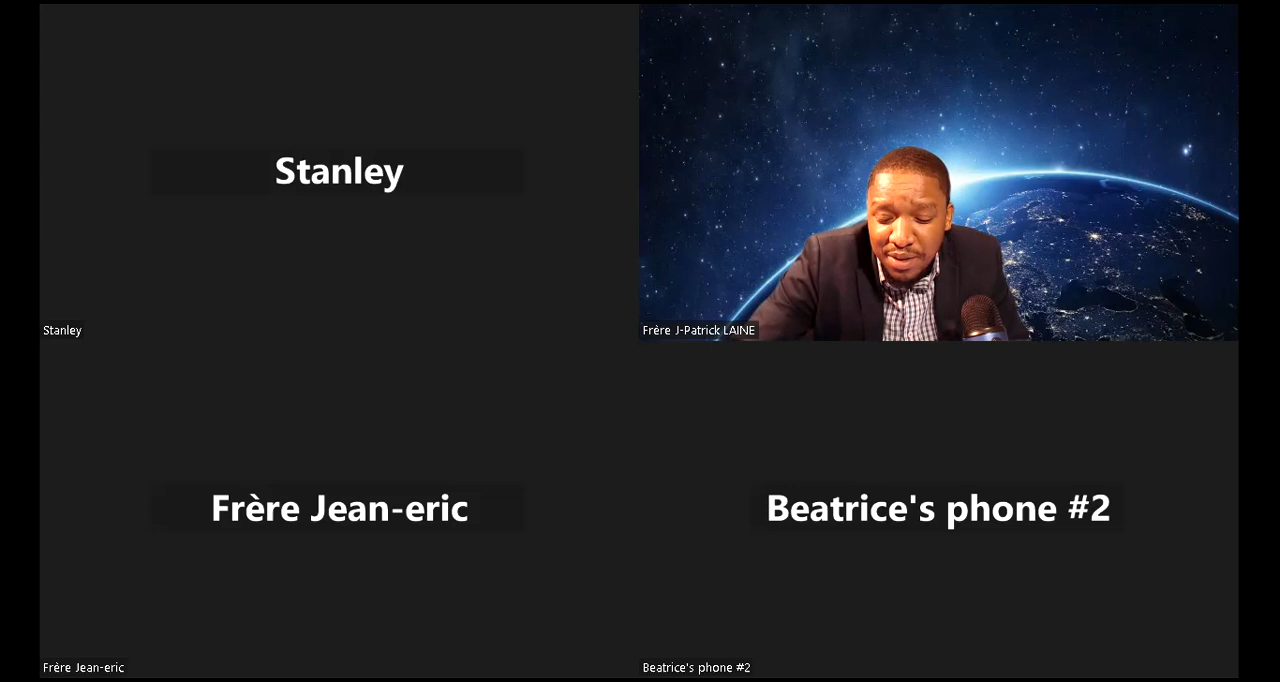 Stanley
Stanley
Frère J-Patrick LAINE
Frère Jean-eric
Beatrice's phone #2
Frère Jean-eric
Beatrice's phone #2